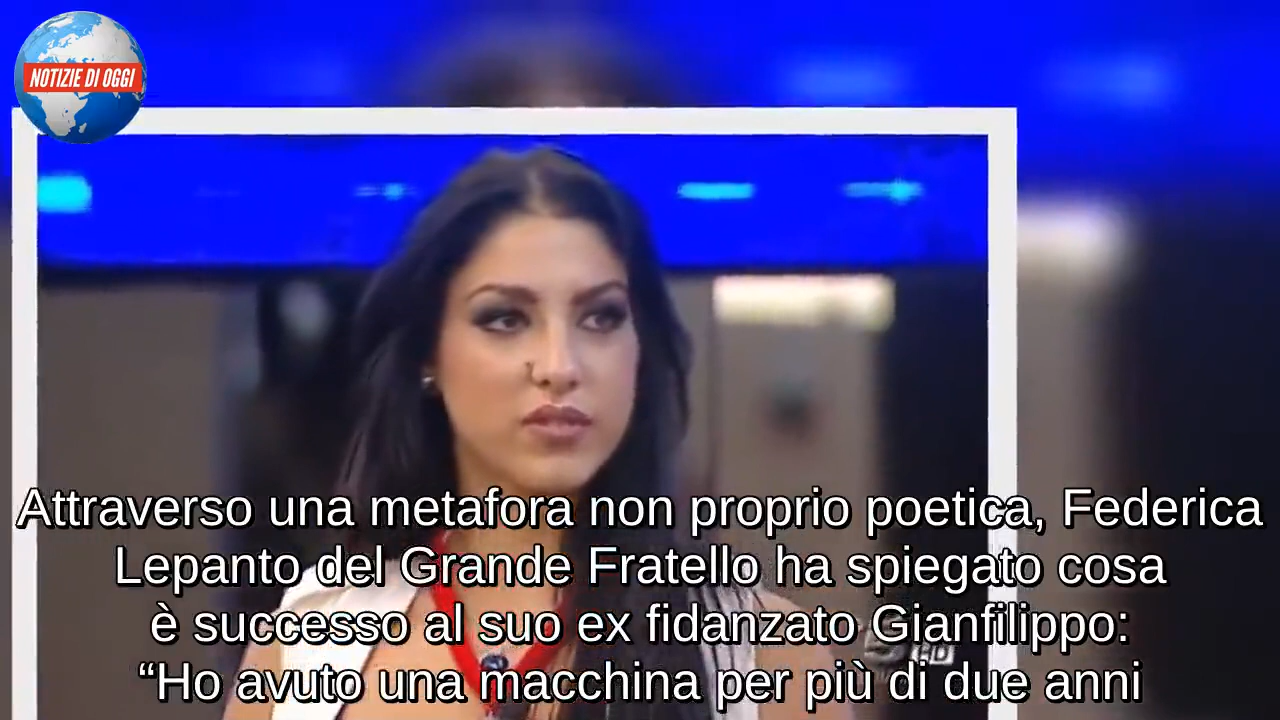 NOTIZIE DI OGGI
Attraverso una metafora non proprio poetica, Federica
Lepanto del Grande Fratello ha spiegato cosa
è successo al suo ex fidanzato Gianfilippo:
“Ho avuto una macchina per più di due anni